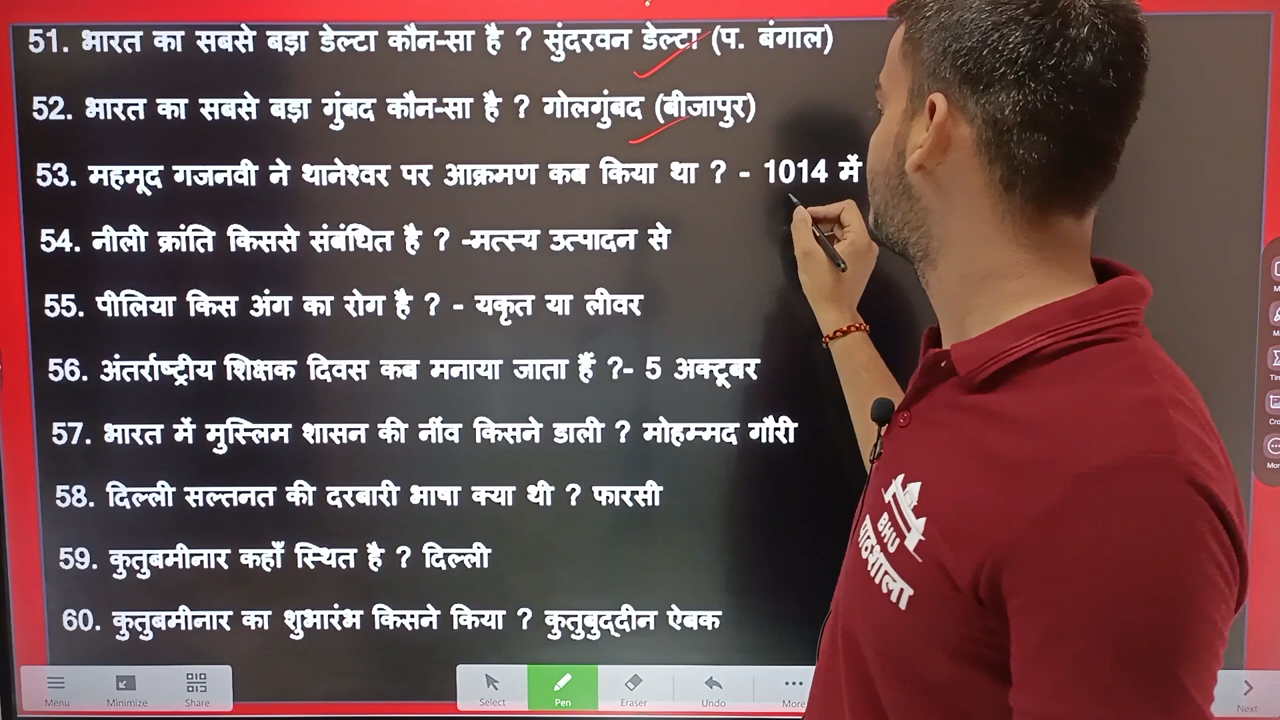 51. भारत का सबसे बड़ा डेल्टा कौन-सा है ? सुंदरवन डेल्टा (प. बंगाल)
52. भारत का सबसे बड़ा गुंबद कौन-सा है ? गोलगुंबद (बीजापुर)
53. महमूद गजनवी ने थानेश्वर पर आक्रमण कब किया था ? - 1014 में
54. नीली क्रांति किससे संबंधित है ? -मत्स्य उत्पादन से
55. पीलिया किस अंग का रोग है ? - यकृत या लीवर
56. अंतर्राष्ट्रीय शिक्षक दिवस कब मनाया जाता हैं ?- 5 अक्टूबर
57. भारत में मुस्लिम शासन की नींव किसने डाली ? मोहम्मद गौरी
58. दिल्ली सल्तनत की दरबारी भाषा क्या थी ? फारसी
59. कुतुबमीनार कहाँ स्थित है ? दिल्ली
60. कुतुबमीनार का शुभारंभ किसने किया ? कुतुबुद्दीन ऐबक
BHU
पाठशाला
Menu Minimize Share Select Pen Eraser Undo More Next